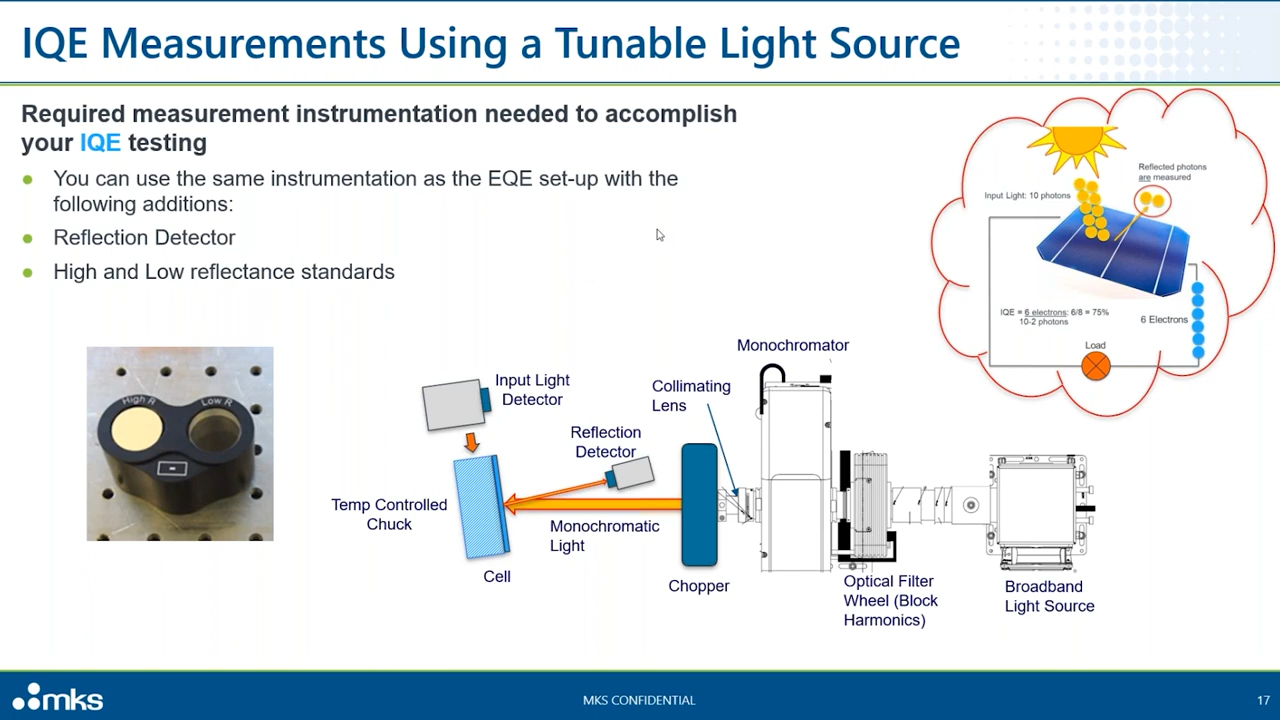 IQE Measurements Using a Tunable Light Source
Required measurement instrumentation needed to accomplish
your IQE testing
You can use the same instrumentation as the EQE set-up with the
following additions:
Reflection Detector
High and Low reflectance standards
Reflected photons
are measured
Input Light: 10 photons
IQE = 6 electrons: 6/8 = 75%
10-2 photons
6 Electrons
Load
High R
Low R
Input Light
Detector
Reflection
Detector
Temp Controlled
Chuck
Cell
Monochromatic
Light
Collimating
Lens
Monochromator
Chopper
Optical Filter
Wheel (Block
Harmonics)
Broadband
Light Source
mks
MKS CONFIDENTIAL
17